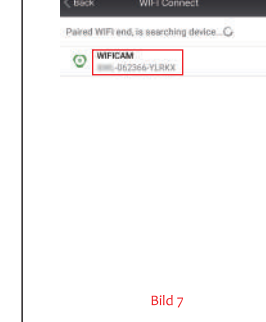 Back WIFI Connect
Paired WIFI end, is searching device...
WIFICAM
-062366-YLRKX
Bild 7